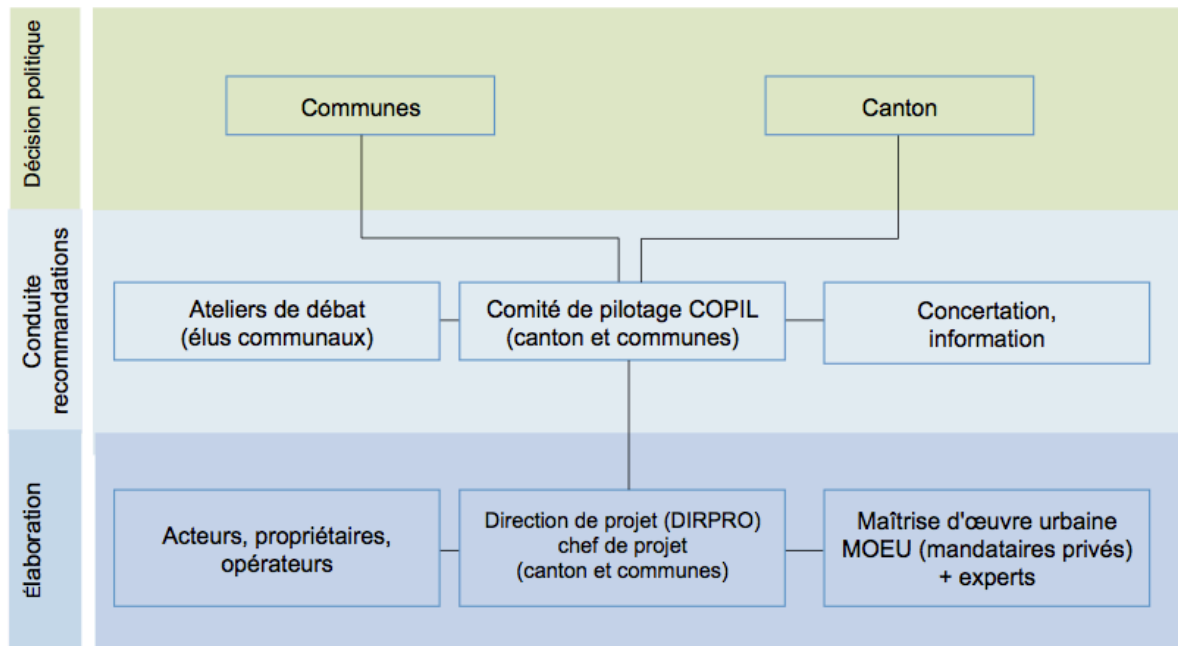 Décision politique
Communes
Canton
Conduite
recommandations
Ateliers de débat
(élus communaux)
Comité de pilotage COPIL
(canton et communes)
Concertation,
information
Élaboration
Acteurs, propriétaires,
opérateurs
Direction de projet (DIRPRO)
chef de projet
(canton et communes)
Maîtrise d'œuvre urbaine
MOEU (mandataires privés)
+ experts